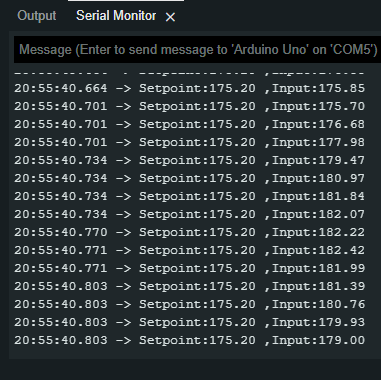 Output Serial Monitor ×
Message (Enter to send message to 'Arduino Uno' on 'COM5')
20:55:40.664 -> Setpoint:175.20 ,Input:175.85
20:55:40.701 -> Setpoint:175.20 ,Input:175.70
20:55:40.701 -> Setpoint:175.20 ,Input:176.68
20:55:40.701 -> Setpoint:175.20 ,Input:177.98
20:55:40.734 -> Setpoint:175.20 ,Input:179.47
20:55:40.734 -> Setpoint:175.20 ,Input:180.97
20:55:40.734 -> Setpoint:175.20 ,Input:181.84
20:55:40.734 -> Setpoint:175.20 ,Input:182.07
20:55:40.770 -> Setpoint:175.20 ,Input:182.22
20:55:40.771 -> Setpoint:175.20 ,Input:182.42
20:55:40.771 -> Setpoint:175.20 ,Input:181.99
20:55:40.803 -> Setpoint:175.20 ,Input:181.39
20:55:40.803 -> Setpoint:175.20 ,Input:180.76
20:55:40.803 -> Setpoint:175.20 ,Input:179.93
20:55:40.803 -> Setpoint:175.20 ,Input:179.00